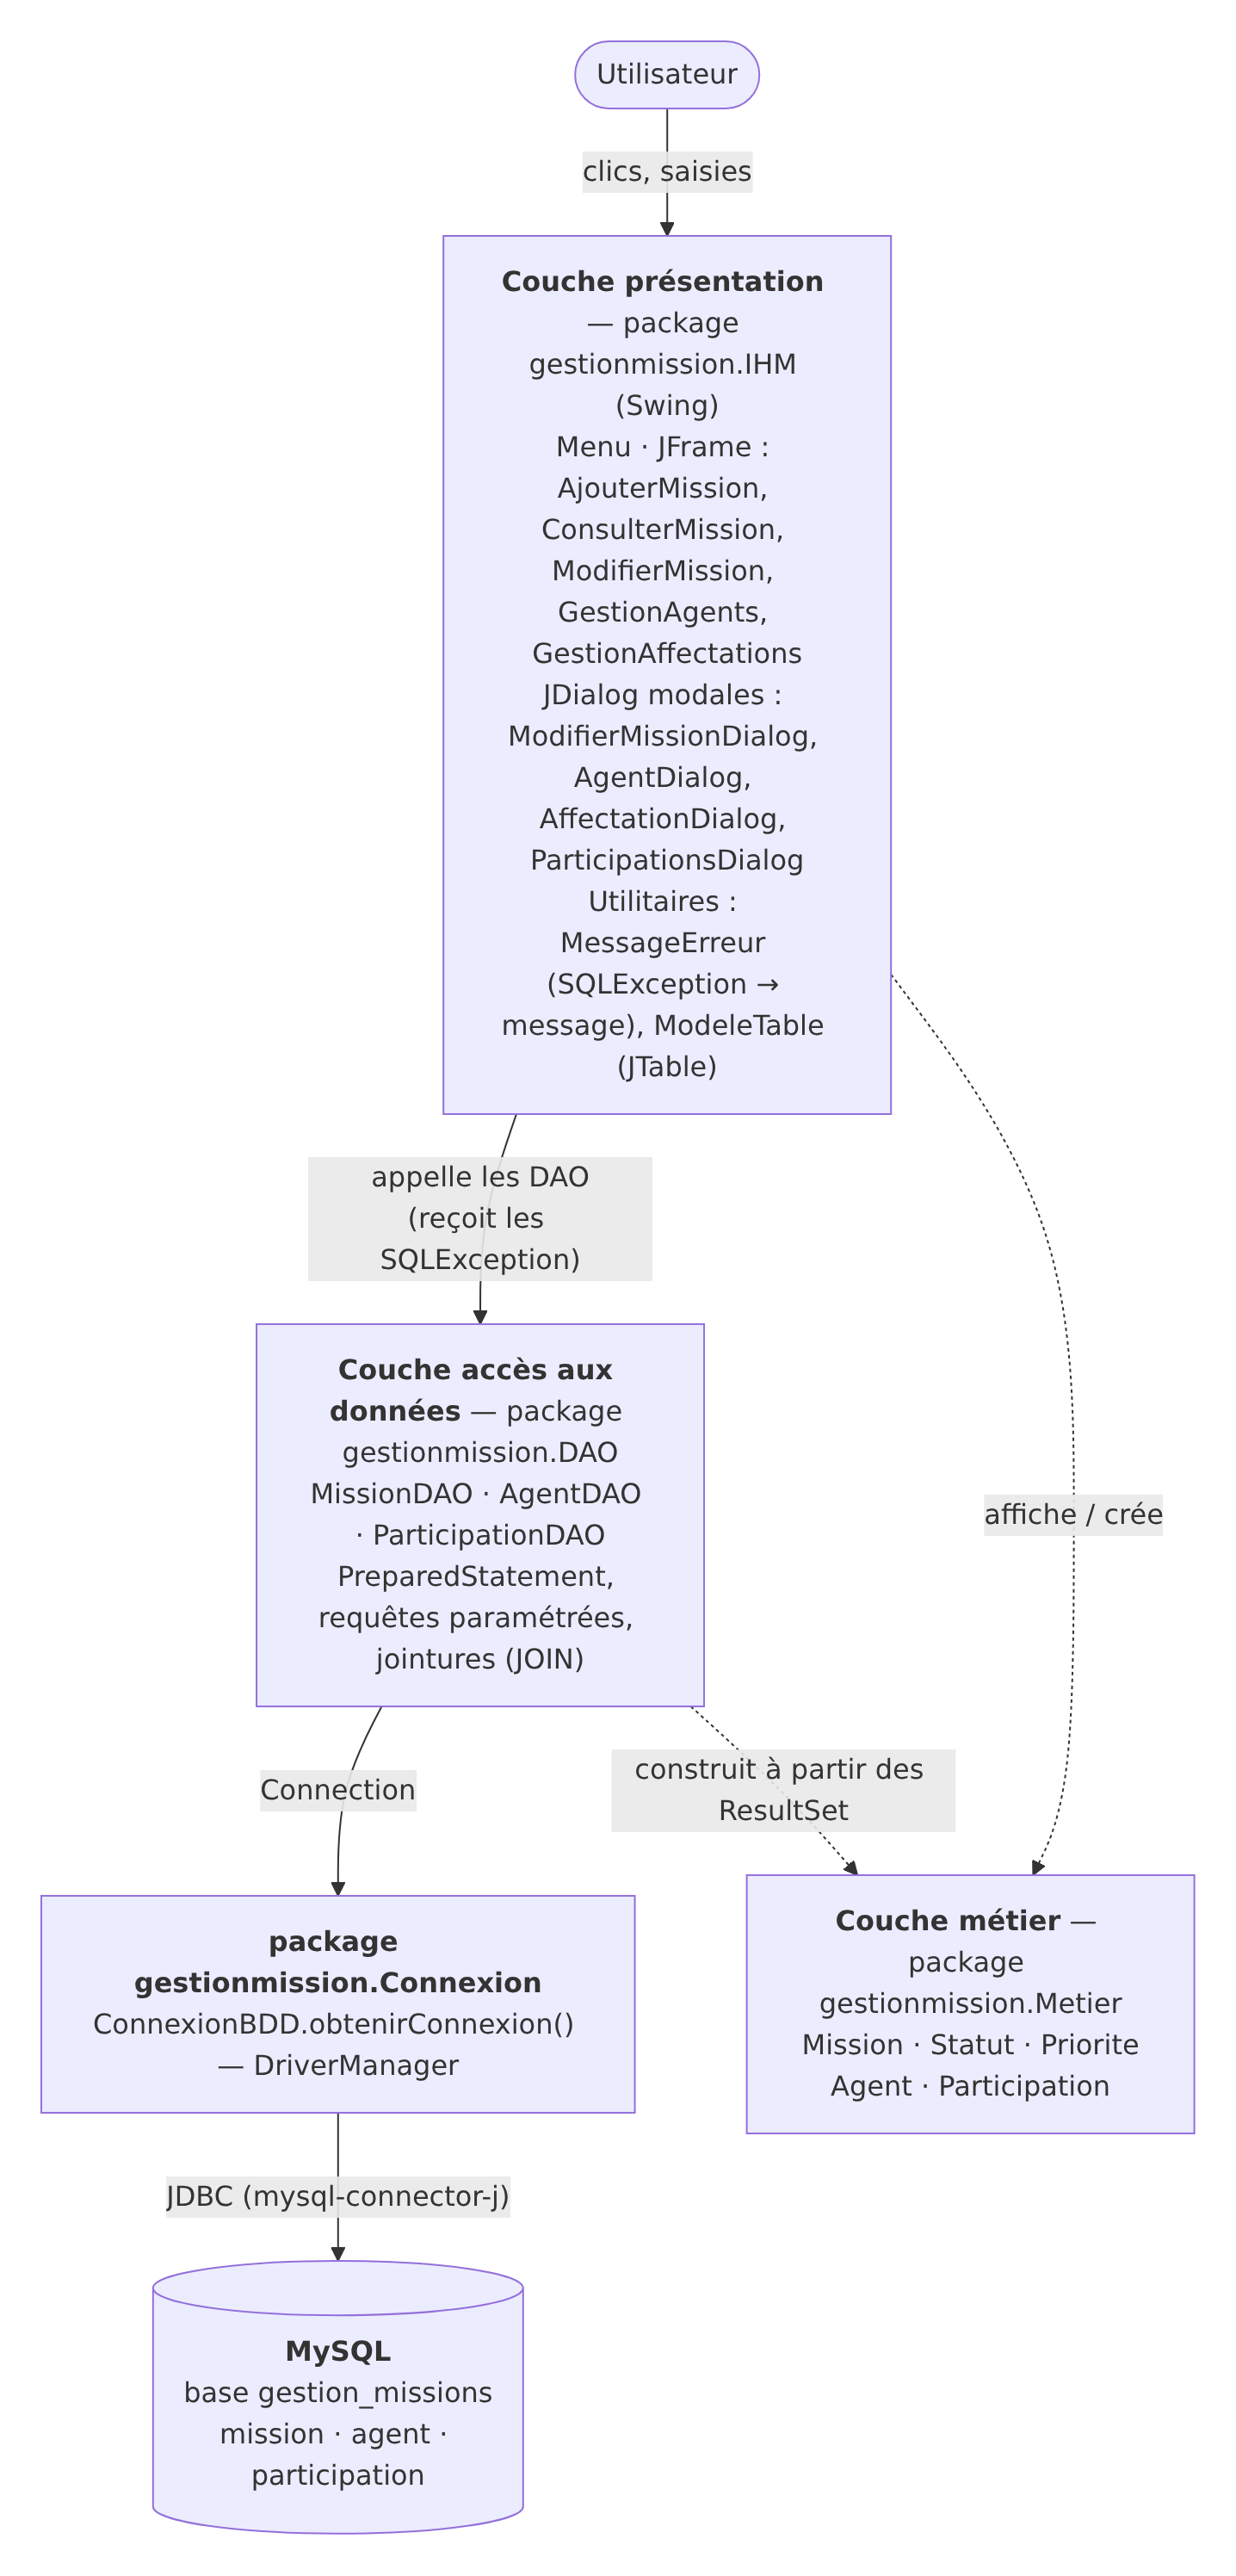 Utilisateur
clics, saisies
Couche présentation
— package
gestionmission.IHM
(Swing)
Menu · JFrame :
AjouterMission,
ConsulterMission,
ModifierMission,
GestionAgents,
GestionAffectations
JDialog modales :
ModifierMissionDialog,
AgentDialog,
AffectationDialog,
ParticipationsDialog
Utilitaires :
MessageErreur
(SQLException →
message), ModeleTable
(JTable)
appelle les DAO
(reçoit les
SQLException)
Couche accès aux
données — package
gestionmission.DAO
MissionDAO · AgentDAO
· ParticipationDAO
PreparedStatement,
requêtes paramétrées,
jointures (JOIN)
affiche / crée
Connection
construit à partir des
ResultSet
package
gestionmission.Connexion
ConnexionBDD.obtenirConnexion()
— DriverManager
Couche métier —
package
gestionmission.Metier
Mission · Statut · Priorite
Agent · Participation
JDBC (mysql-connector-j)
MySQL
base gestion_missions
mission · agent ·
participation